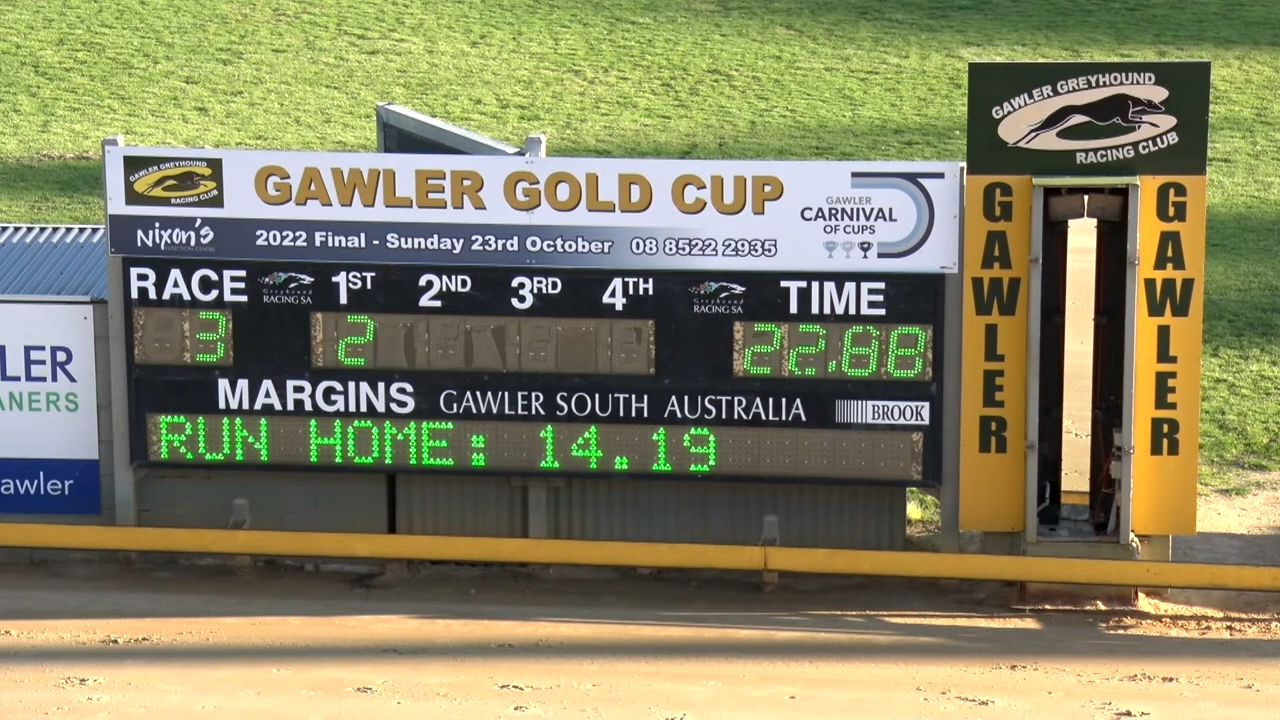 GAWLER GREYHOUND
RACING CLUB
GAWLER GREYHOUND
RACING CLUB
GAWLER GOLD CUP
GAWLER
CARNIVAL
OF CUPS
Nixon's
FUNCTION CENTRE
2022 Final - Sunday 23rd October 08 8522 2935
GAWLER
GAWLER
RACE
Greyhound
RACING SA
1ST 2ND 3RD 4TH
Greyhound
RACING SA
TIME
3 2 22.88
LER
ANERS
MARGINS GAWLER SOUTH AUSTRALIA BROOK
RUN HOME: 14.19
awler